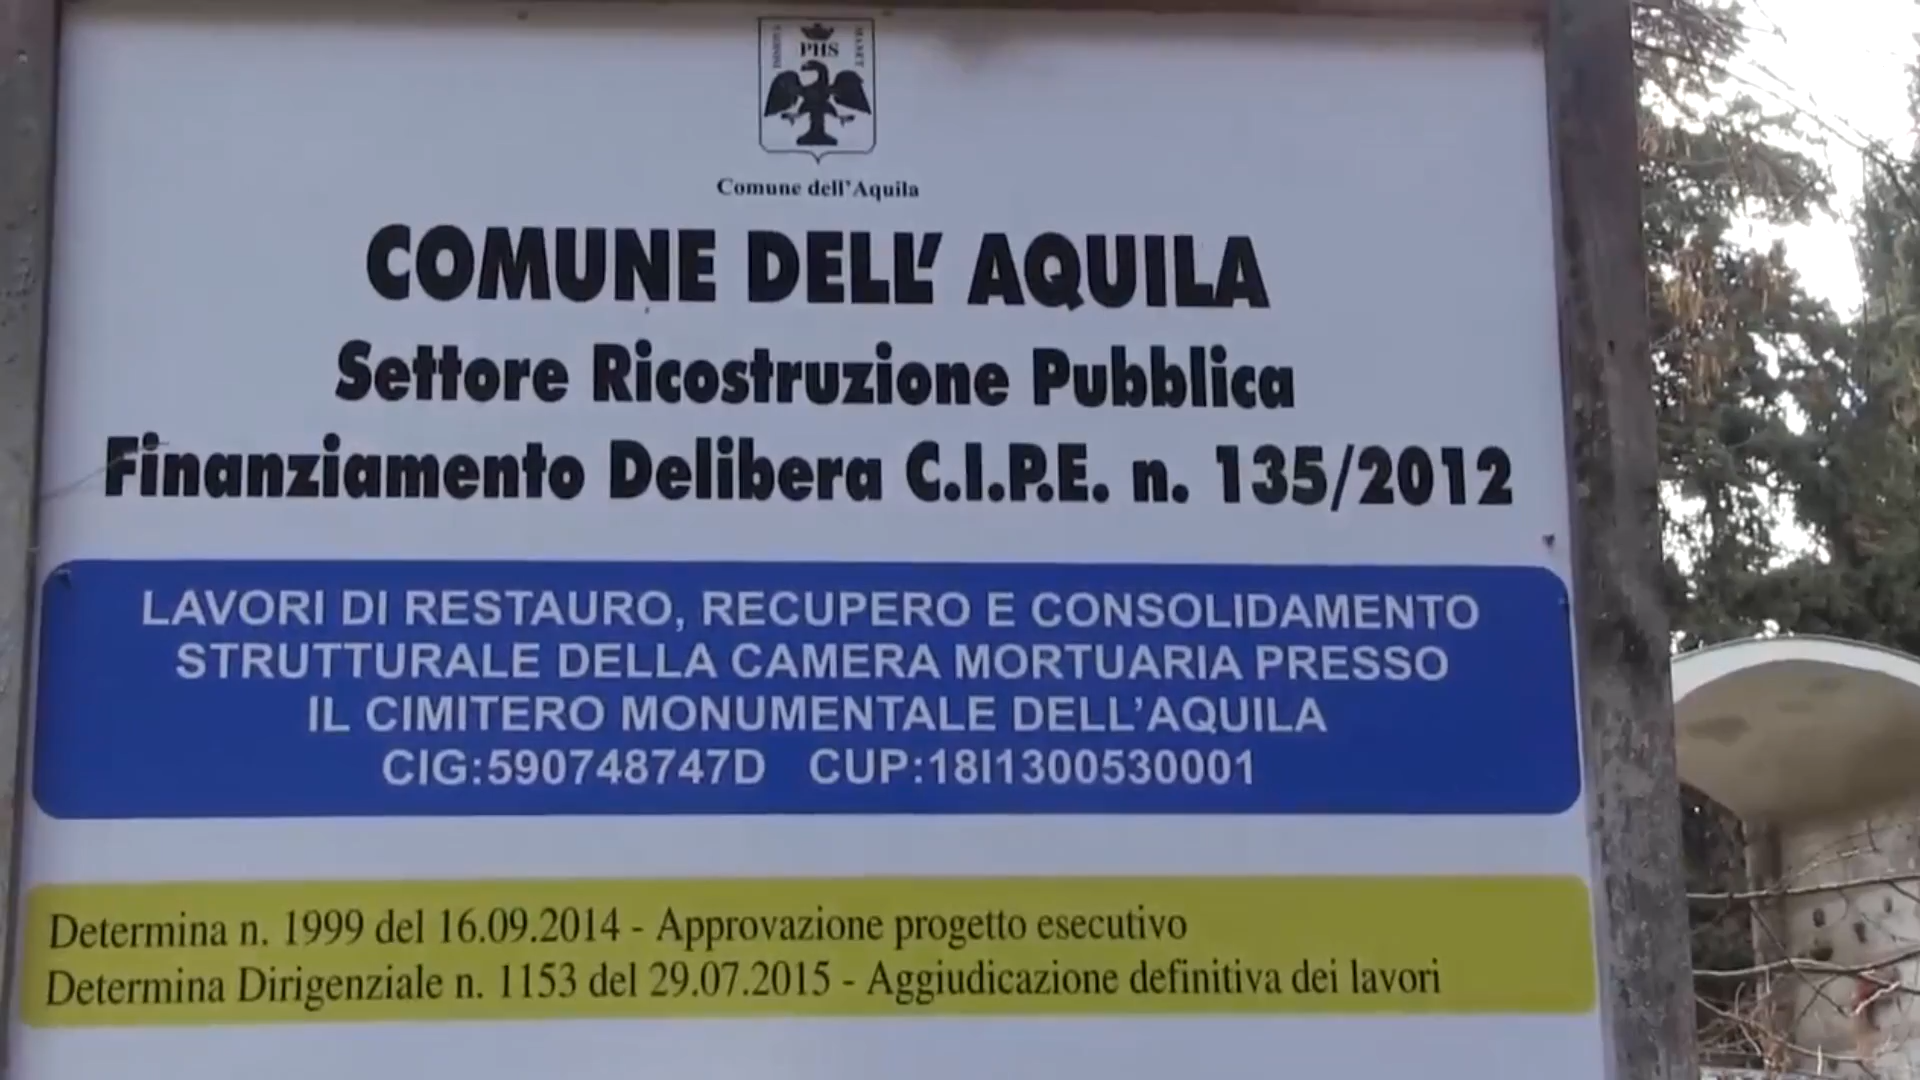 PHS
Comune dell'Aquila
COMUNE DELL' AQUILA
Settore Ricostruzione Pubblica
Finanziamento Delibera C.I.P.E. n. 135/2012
LAVORI DI RESTAURO, RECUPERO E CONSOLIDAMENTO
STRUTTURALE DELLA CAMERA MORTUARIA PRESSO
IL CIMITERO MONUMENTALE DELL'AQUILA
CIG:590748747D CUP:18I1300530001
Determina n. 1999 del 16.09.2014 - Approvazione progetto esecutivo
Determina Dirigenziale n. 1153 del 29.07.2015 - Aggiudicazione definitiva dei lavori